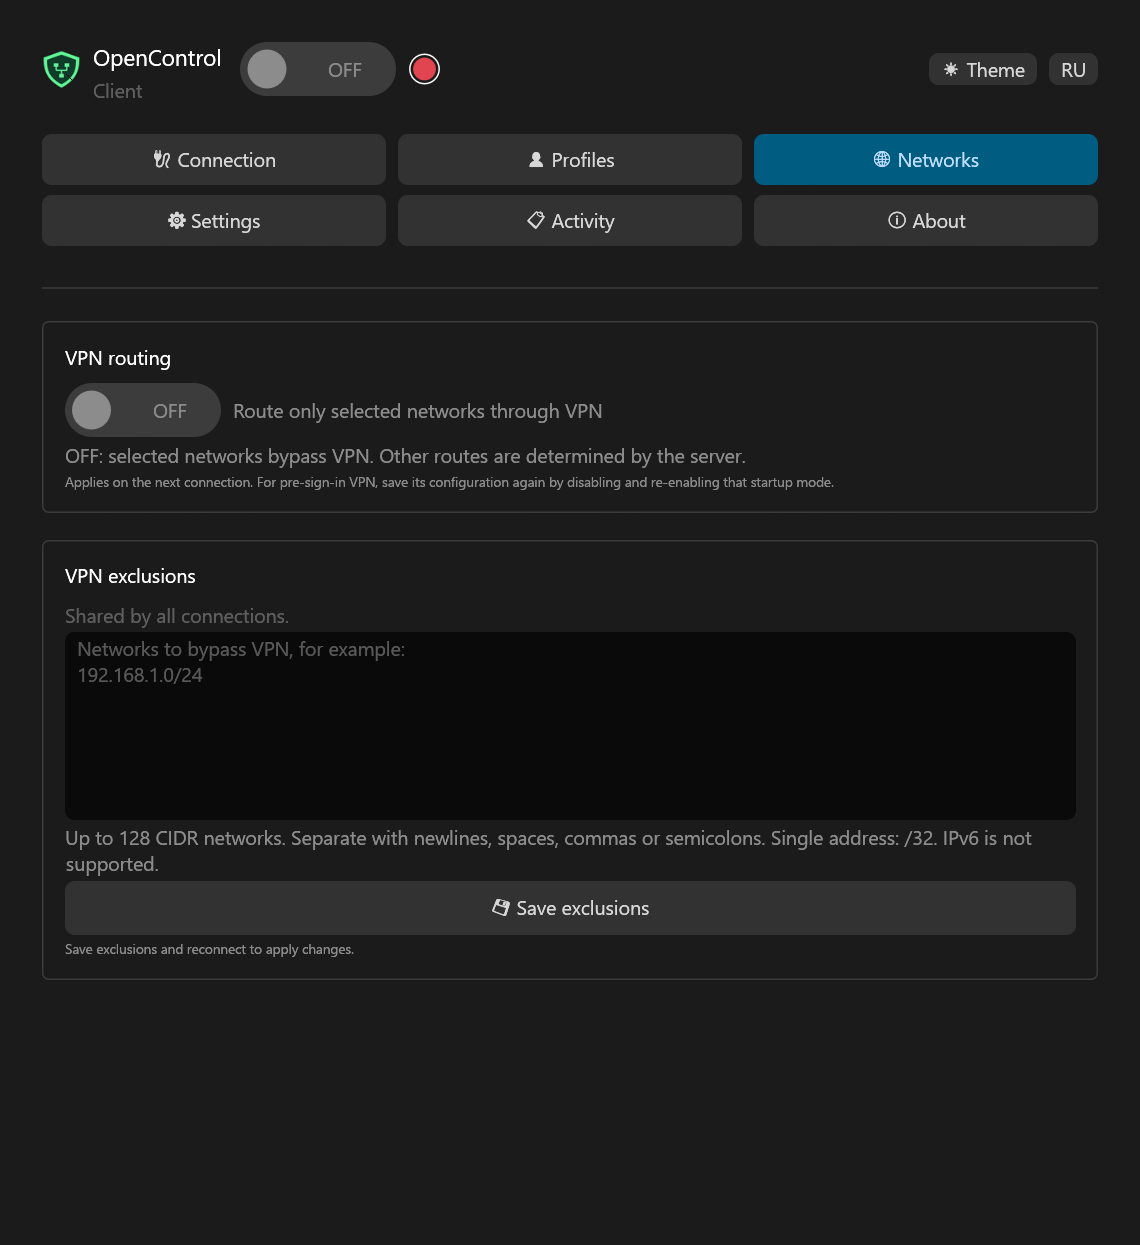 OpenControl
Client
OFF
Theme
RU
Connection
Profiles
Networks
Settings
Activity
About
VPN routing
OFF
Route only selected networks through VPN
OFF: selected networks bypass VPN. Other routes are determined by the server.
Applies on the next connection. For pre-sign-in VPN, save its configuration again by disabling and re-enabling that startup mode.
VPN exclusions
Shared by all connections.
Networks to bypass VPN, for example:
192.168.1.0/24
Up to 128 CIDR networks. Separate with newlines, spaces, commas or semicolons. Single address: /32. IPv6 is not
supported.
Save exclusions
Save exclusions and reconnect to apply changes.